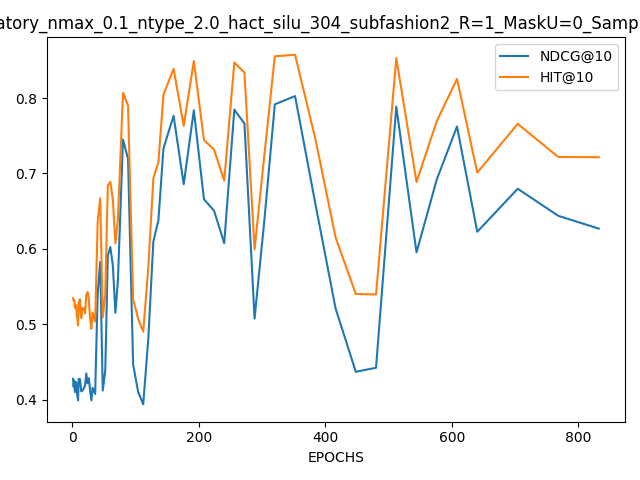 atory_nmax_0.1_ntype_2.0_hact_silu_304_subfashion2_R=1_MaskU=0_Samp
NDCG@10
HIT@10
0.8
0.7
0.6
0.5
0.4
0 200 400 600 800
EPOCHS